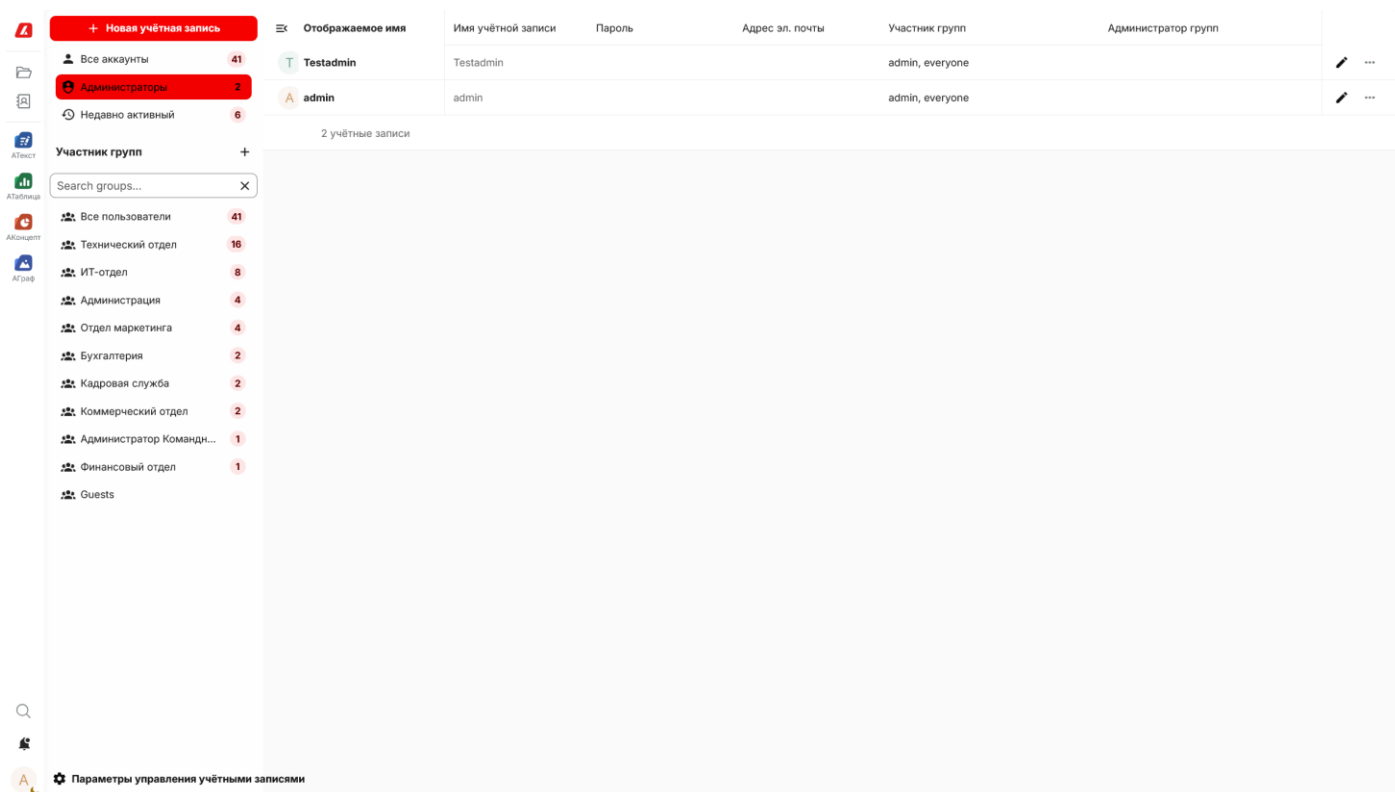 Новая учётная запись
Все аккаунты 41
Администраторы 2
Недавно активный 6
Участник групп
Search groups...
Все пользователи 41
Технический отдел 16
ИТ-отдел 8
Администрация 4
Отдел маркетинга 4
Бухгалтерия 2
Кадровая служба 2
Коммерческий отдел 2
Администратор Командн... 1
Финансовый отдел 1
Guests
Параметры управления учётными записями
АТекст
АТаблица
АКонцепт
АГраф
A
Отображаемое имя Имя учётной записи Пароль Адрес эл. почты Участник групп Администратор групп
T Testadmin Testadmin admin, everyone
A admin admin admin, everyone
2 учётные записи